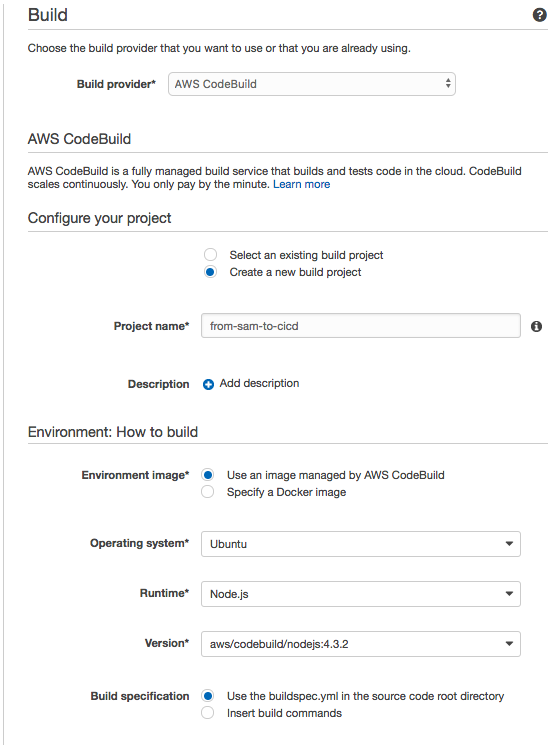 Build
?
Choose the build provider that you want to use or that you are already using.
Build provider* AWS CodeBuild
AWS CodeBuild
AWS CodeBuild is a fully managed build service that builds and tests code in the cloud. CodeBuild
scales continuously. You only pay by the minute. Learn more
Configure your project
Select an existing build project
Create a new build project
Project name* from-sam-to-cicd
Description Add description
Environment: How to build
Environment image* Use an image managed by AWS CodeBuild
Specify a Docker image
Operating system* Ubuntu
Runtime* Node.js
Version* aws/codebuild/nodejs:4.3.2
Build specification Use the buildspec.yml in the source code root directory
Insert build commands